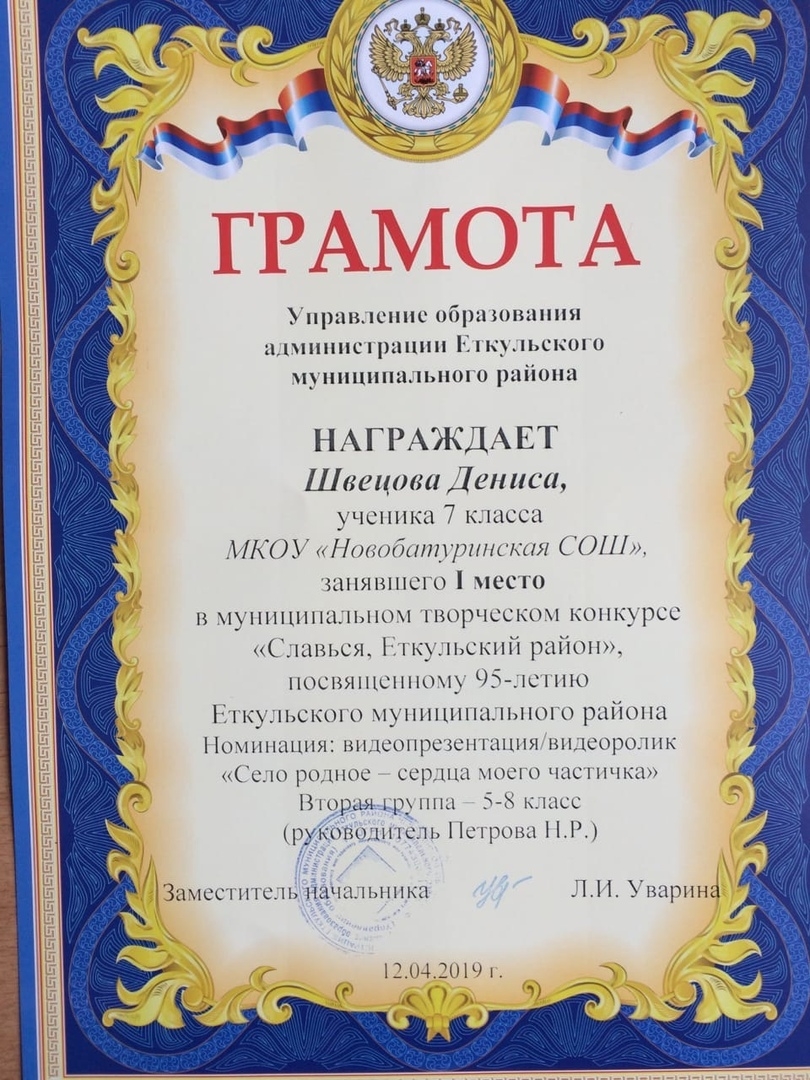 ГРАМОТА
Управление образования
администрации Еткульского
муниципального района
НАГРАЖДАЕТ
Швецова Дениса,
ученика 7 класса
МКОУ «Новобатуринская СОШ»,
занявшего I место
в муниципальном творческом конкурсе
«Славься, Еткульский район»,
посвященному 95-летию
Еткульского муниципального района
Номинация: видеопрезентация/видеоролик
«Село родное – сердца моего частичка»
Вторая группа – 5-8 класс
(руководитель Петрова Н.Р.)
Заместитель начальника Л.И. Уварина
12.04.2019 г.